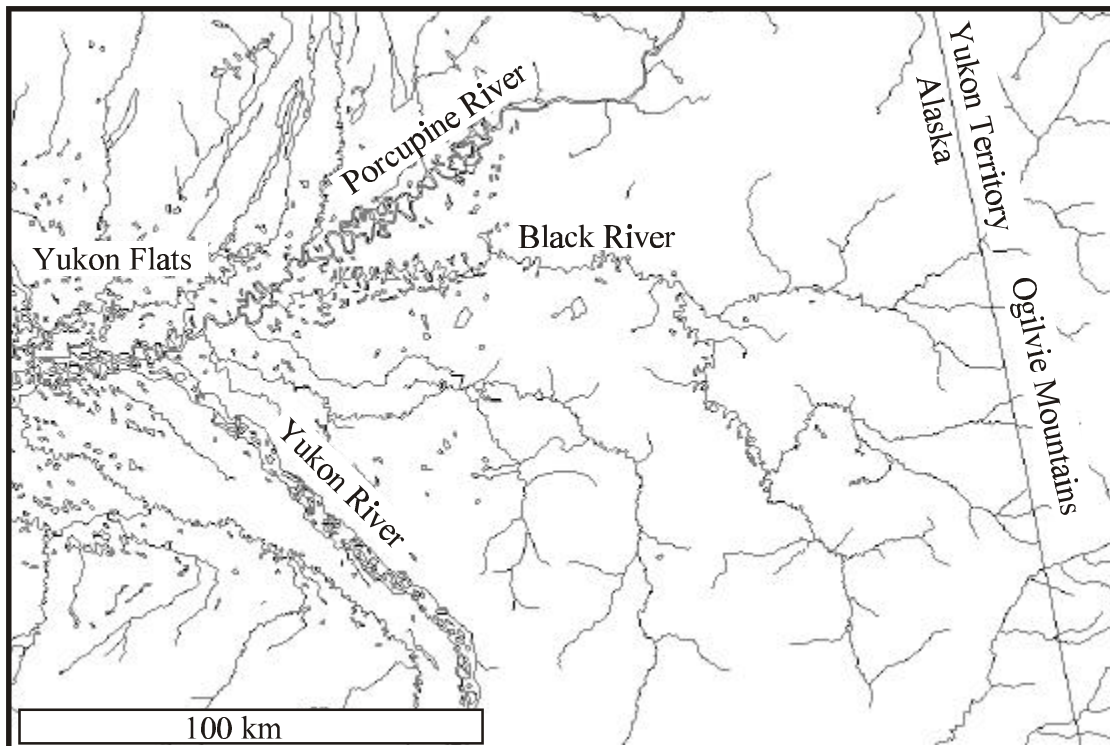 Yukon Territory
Alaska
Porcupine River
Black River
Yukon Flats
Ogilvie Mountains
Yukon River
100 km